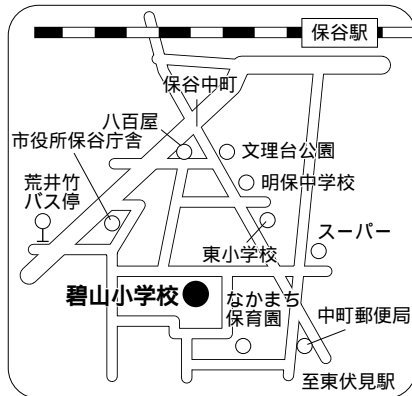 保谷駅
保谷中町
八百屋
市役所保谷庁舎
文理台公園
荒井竹
バス停
明保中学校
スーパー
東小学校
碧山小学校
なかまち
保育園
中町郵便局
至東伏見駅